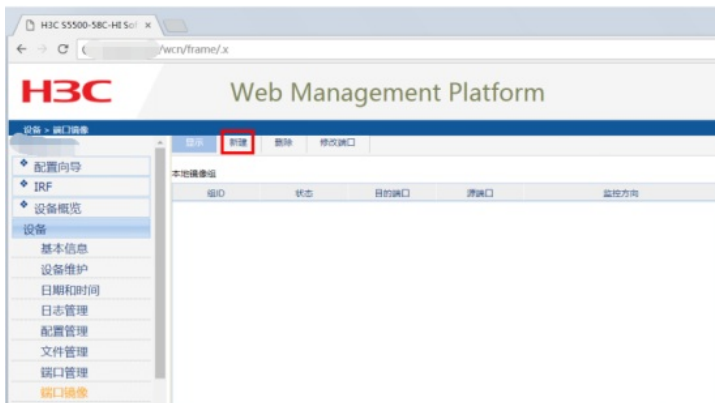 H3C S5500-58C-HI Sof
/wcn/frame/.x
H3C
Web Management Platform
设备 > 端口镜像
显示 新建 删除 修改端口
配置向导
IRF
设备概览
设备
基本信息
设备维护
日期和时间
日志管理
配置管理
文件管理
端口管理
端口镜像
本地镜像组
组ID 状态 目的端口 源端口 监控方向